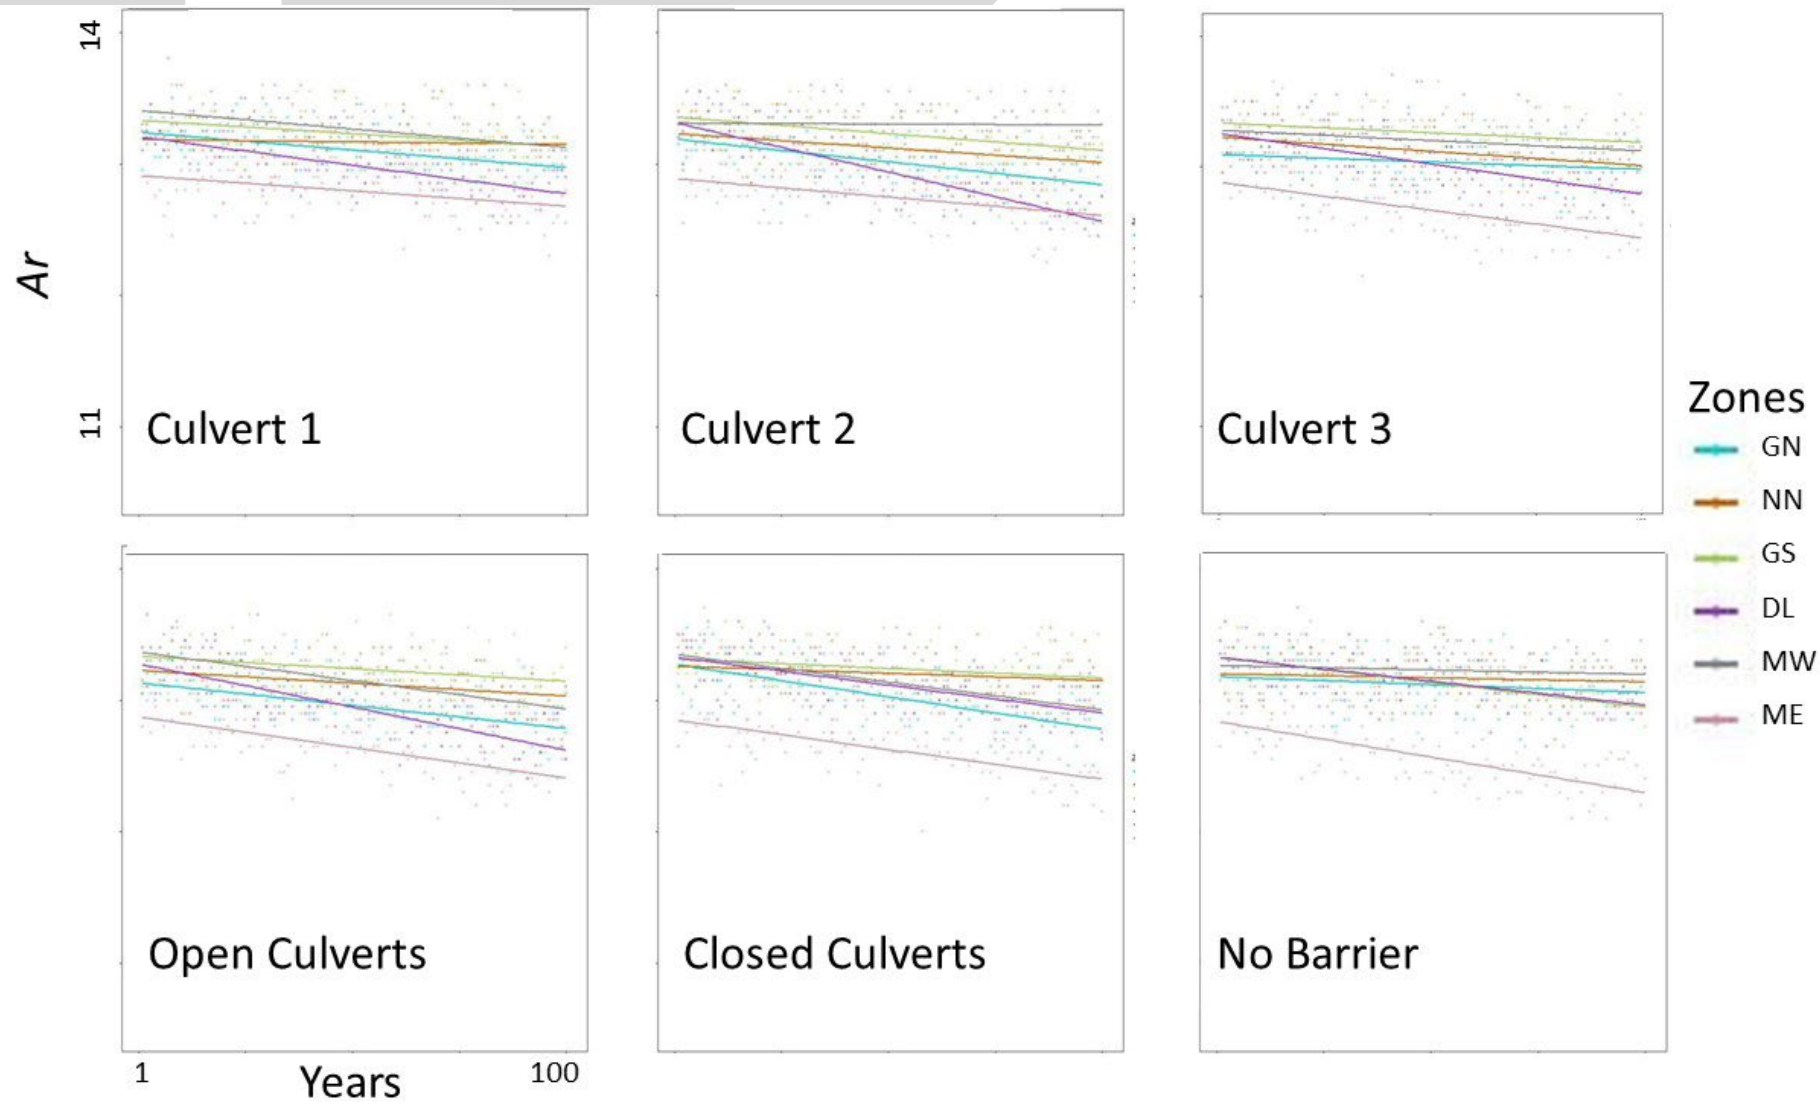 14
Ar
11
Culvert 1
Culvert 2
Culvert 3
Zones
GN
NN
GS
DL
MW
ME
Open Culverts
Closed Culverts
No Barrier
1 Years 100